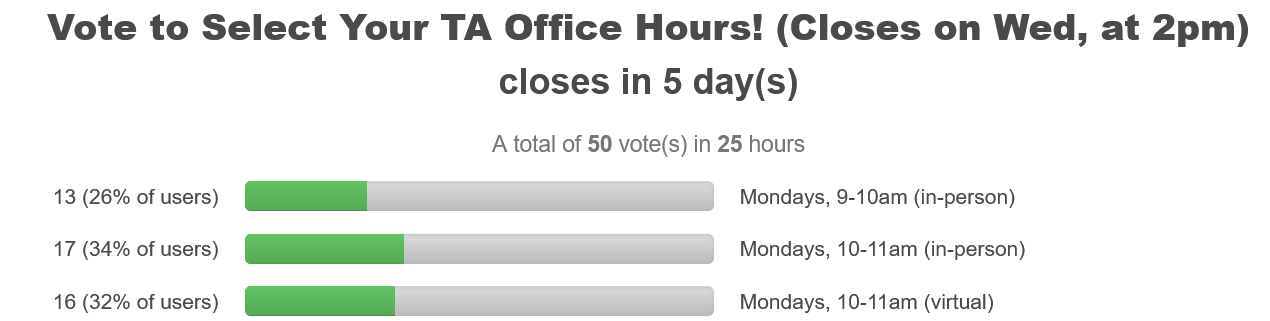 Vote to Select Your TA Office Hours! (Closes on Wed, at 2pm)
closes in 5 day(s)
A total of 50 vote(s) in 25 hours
13 (26% of users) Mondays, 9-10am (in-person)
17 (34% of users) Mondays, 10-11am (in-person)
16 (32% of users) Mondays, 10-11am (virtual)